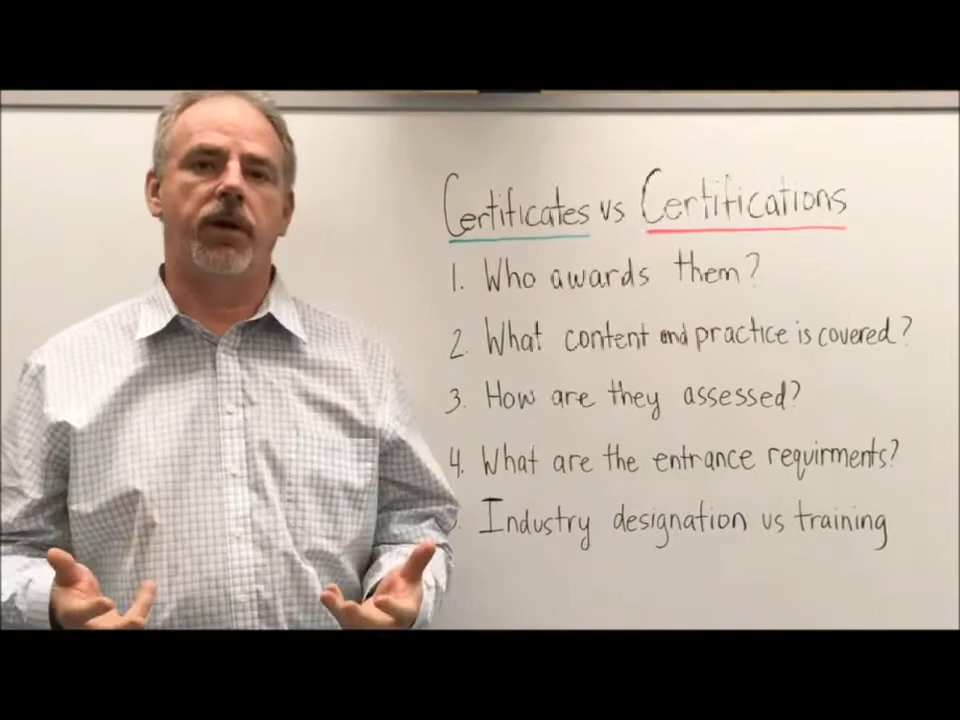 Certificates vs Certifications
1. Who awards them?
2. What content and practice is covered?
3. How are they assessed?
4. What are the entrance requirments?
Industry designation vs training